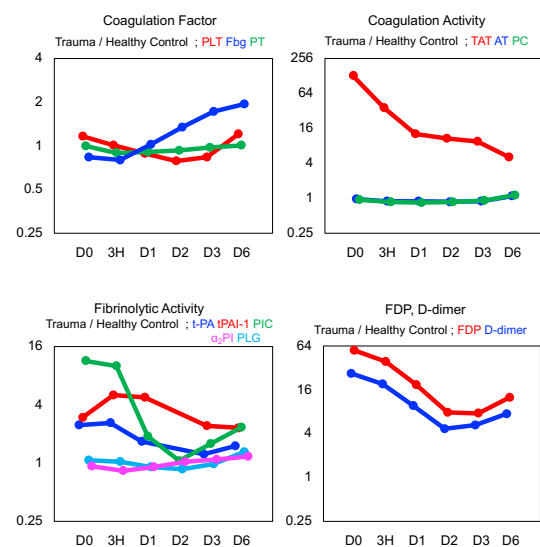 Coagulation Factor
Trauma / Healthy Control ; PLT Fbg PT
4
2
1
0.5
0.25
D0 3H D1 D2 D3 D6
Coagulation Activity
Trauma / Healthy Control ; TAT AT PC
256
64
16
4
1
0.25
D0 3H D1 D2 D3 D6
Fibrinolytic Activity
Trauma / Healthy Control ; t-PA tPAI-1 PIC
α₂PI PLG
16
4
1
0.25
D0 3H D1 D2 D3 D6
FDP, D-dimer
Trauma / Healthy Control ; FDP D-dimer
64
16
4
1
0.25
D0 3H D1 D2 D3 D6